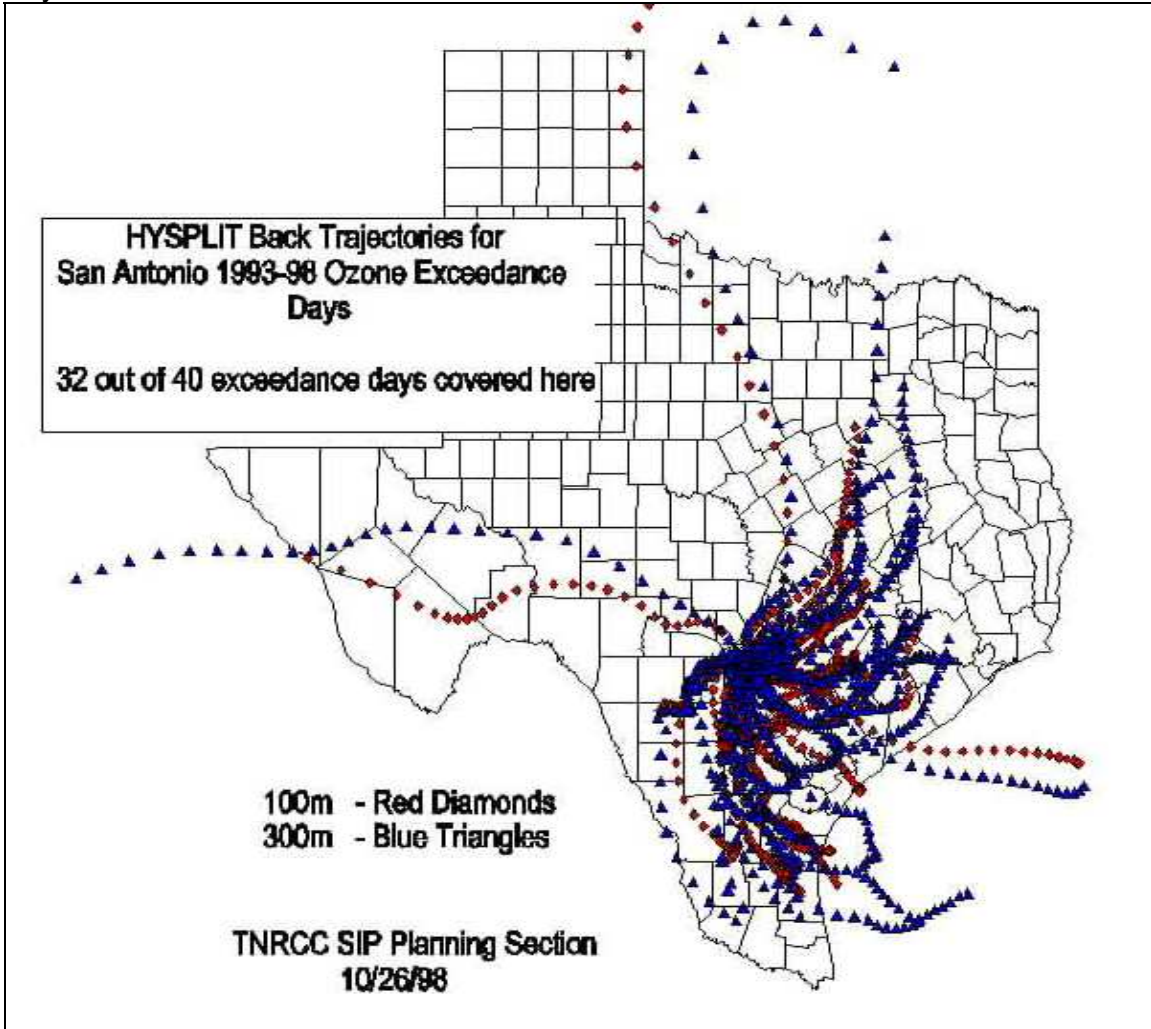 HYSPLIT Back Trajectories for
San Antonio 1993-98 Ozone Exceedance
Days
32 out of 40 exceedance days covered here
100m - Red Diamonds
300m - Blue Triangles
TNRCC SIP Planning Section
10/26/98